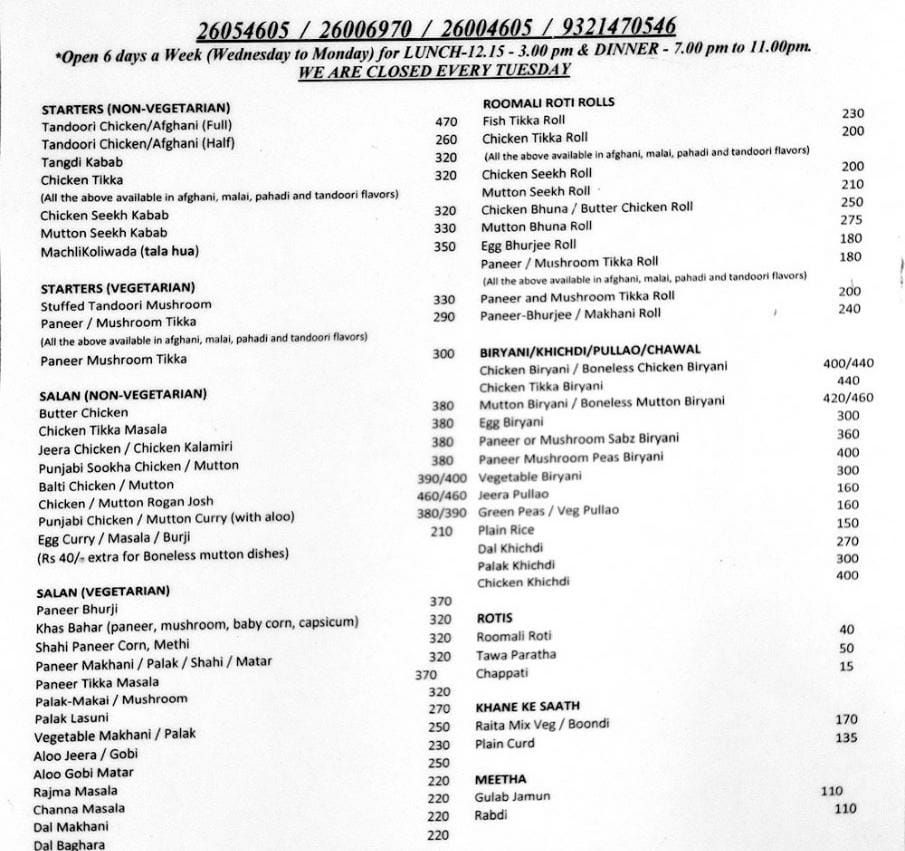 26054605 / 26006970 / 26004605 / 9321470546
*Open 6 days a Week (Wednesday to Monday) for LUNCH-12.15 - 3.00 pm & DINNER - 7.00 pm to 11.00pm.
WE ARE CLOSED EVERY TUESDAY
STARTERS (NON-VEGETARIAN)
Tandoori Chicken/Afghani (Full) 470
Tandoori Chicken/Afghani (Half) 260
Tangdi Kabab 320
Chicken Tikka 320
(All the above available in afghani, malai, pahadi and tandoori flavors)
Chicken Seekh Kabab 320
Mutton Seekh Kabab 330
MachliKoliwada (tala hua) 350
STARTERS (VEGETARIAN)
Stuffed Tandoori Mushroom 330
Paneer / Mushroom Tikka 290
(All the above available in afghani, malai, pahadi and tandoori flavors)
Paneer Mushroom Tikka 300
SALAN (NON-VEGETARIAN)
Butter Chicken 380
Chicken Tikka Masala 380
Jeera Chicken / Chicken Kalamiri 380
Punjabi Sookha Chicken / Mutton 380
Balti Chicken / Mutton 390/400
Chicken / Mutton Rogan Josh 460/460
Punjabi Chicken / Mutton Curry (with aloo) 380/390
Egg Curry / Masala / Burji 210
(Rs 40/- extra for Boneless mutton dishes)
SALAN (VEGETARIAN)
Paneer Bhurji 370
Khas Bahar (paneer, mushroom, baby corn, capsicum) 320
Shahi Paneer Corn, Methi 320
Paneer Makhani / Palak / Shahi / Matar 320
Paneer Tikka Masala 370
Palak-Makai / Mushroom 320
Palak Lasuni 270
Vegetable Makhani / Palak 250
Aloo Jeera / Gobi 230
Aloo Gobi Matar 250
Rajma Masala 220
Channa Masala 220
Dal Makhani 220
Dal Baghara 220
ROOMALI ROTI ROLLS
Fish Tikka Roll 230
Chicken Tikka Roll 200
(All the above available in afghani, malai, pahadi and tandoori flavors)
Chicken Seekh Roll 200
Mutton Seekh Roll 210
Chicken Bhuna / Butter Chicken Roll 250
Mutton Bhuna Roll 275
Egg Bhurjee Roll 180
Paneer / Mushroom Tikka Roll 180
(All the above available in afghani, malai, pahadi and tandoori flavors)
Paneer and Mushroom Tikka Roll 200
Paneer-Bhurjee / Makhani Roll 240
BIRYANI/KHICHDI/PULLAO/CHAWAL
Chicken Biryani / Boneless Chicken Biryani 400/440
Chicken Tikka Biryani 440
Mutton Biryani / Boneless Mutton Biryani 420/460
Egg Biryani 300
Paneer or Mushroom Sabz Biryani 360
Paneer Mushroom Peas Biryani 400
Vegetable Biryani 300
Jeera Pullao 160
Green Peas / Veg Pullao 160
Plain Rice 150
Dal Khichdi 270
Palak Khichdi 300
Chicken Khichdi 400
ROTIS
Roomali Roti 40
Tawa Paratha 50
Chappati 15
KHANE KE SAATH
Raita Mix Veg / Boondi 170
Plain Curd 135
MEETHA
Gulab Jamun 110
Rabdi 110